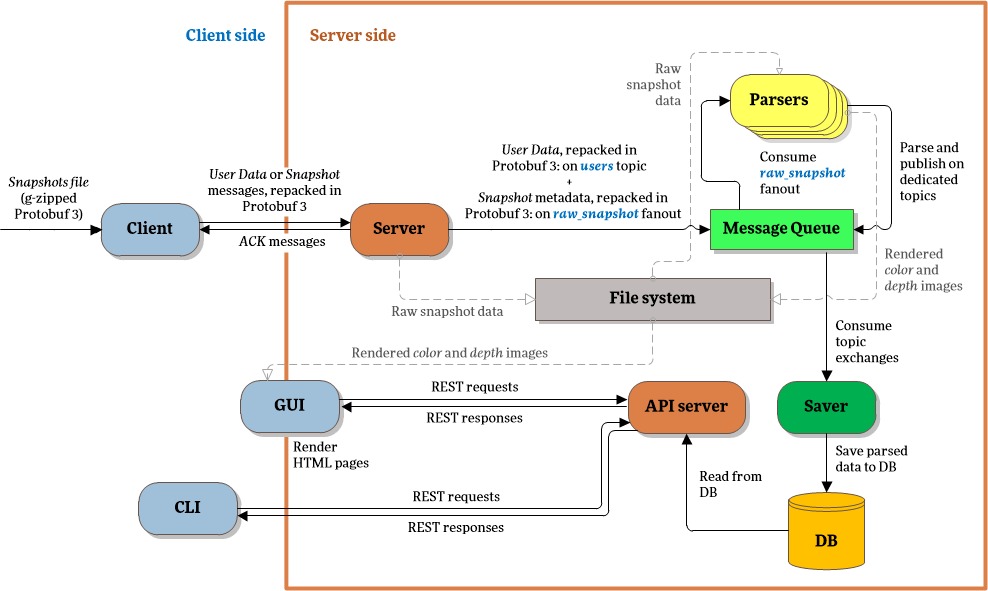 Client side
Server side
Raw
snapshot
data
Parsers
User Data, repacked in
Protobuf 3: on users topic
+
Snapshot metadata, repacked in
Protobuf 3: on raw_snapshot fanout
Consume
raw_snapshot
fanout
Parse and
publish on
dedicated
topics
Snapshots file
(g-zipped
Protobuf 3)
User Data or Snapshot
messages, repacked in
Protobuf 3
Client
ACK messages
Server
Message Queue
Rendered
color and
depth images
File system
Raw snapshot data
Consume
topic
exchanges
Rendered color and depth images
GUI
REST requests
REST responses
API server
Saver
Render
HTML pages
Read from
DB
Save parsed
data to DB
CLI
REST requests
REST responses
DB